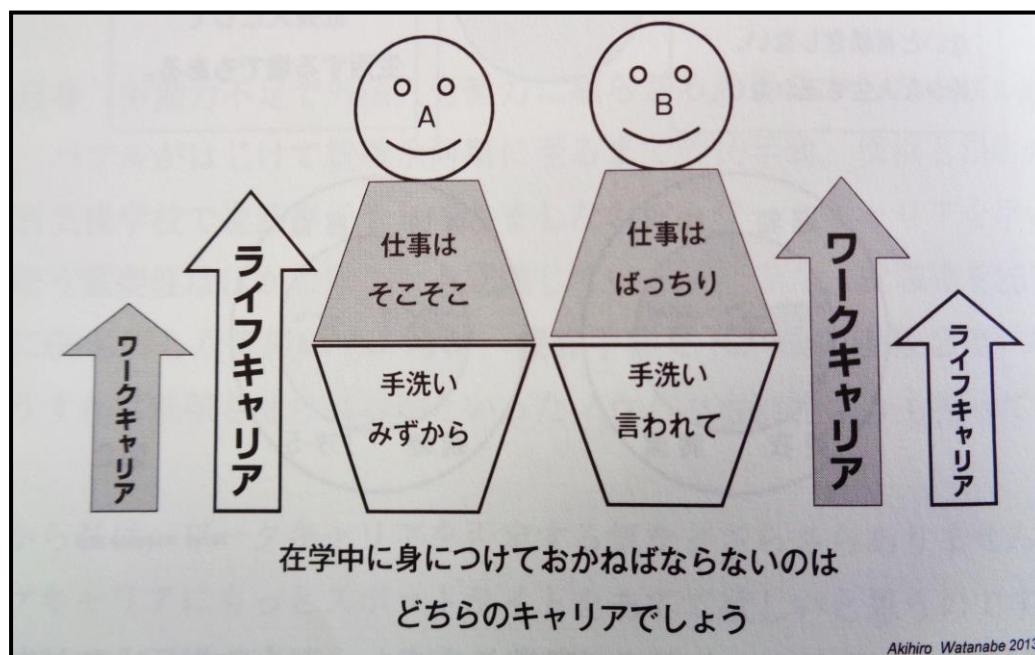 A
B
仕事は
そこそこ
仕事は
ばっちり
手洗い
みずから
手洗い
言われて
ワークキャリア
ライフキャリア
ワークキャリア
ライフキャリア
在学中に身につけておかねばならないのは
どちらのキャリアでしょう
Akihiro Watanabe 2013